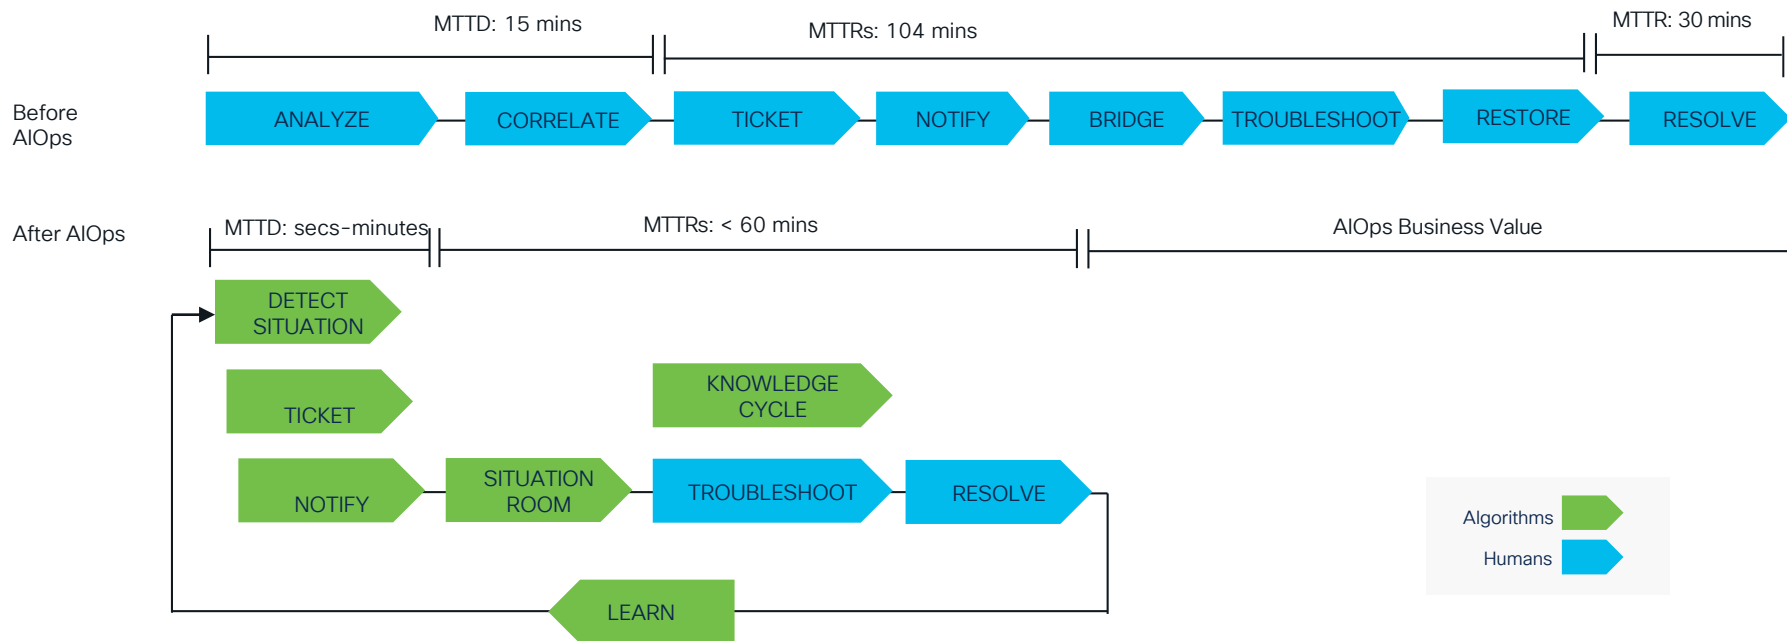 MTTD: 15 mins
MTTRs: 104 mins
MTTR: 30 mins
Before
AIOps
ANALYZE
CORRELATE
TICKET
NOTIFY
BRIDGE
TROUBLESHOOT
RESTORE
RESOLVE
After AIOps
MTTD: secs-minutes
MTTRs: < 60 mins
AIOps Business Value
DETECT
SITUATION
TICKET
KNOWLEDGE
CYCLE
NOTIFY
SITUATION
ROOM
TROUBLESHOOT
RESOLVE
Algorithms
Humans
LEARN